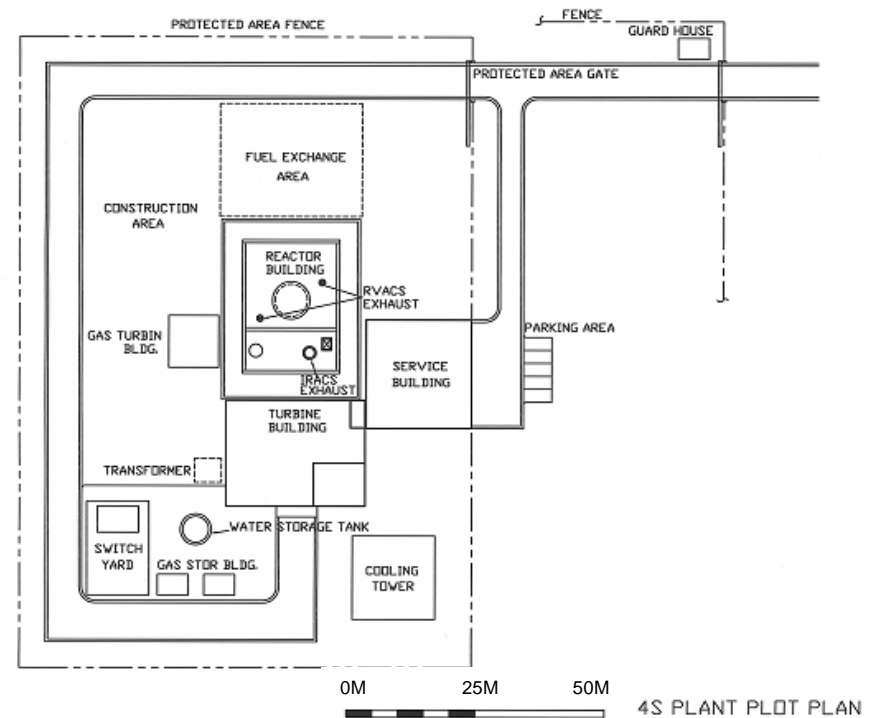 FENCE
PROTECTED AREA FENCE
GUARD HOUSE
PROTECTED AREA GATE
FUEL EXCHANGE
AREA
CONSTRUCTION
AREA
REACTOR
BUILDING
RVACS
EXHAUST
GAS TURBIN
BLDG.
PARKING AREA
SERVICE
BUILDING
IRACS
EXHAUST
TURBINE
BUILDING
TRANSFORMER
WATER STORAGE TANK
SWITCH
YARD
GAS STOR BLDG.
COOLING
TOWER
0M 25M 50M
4S PLANT PLOT PLAN